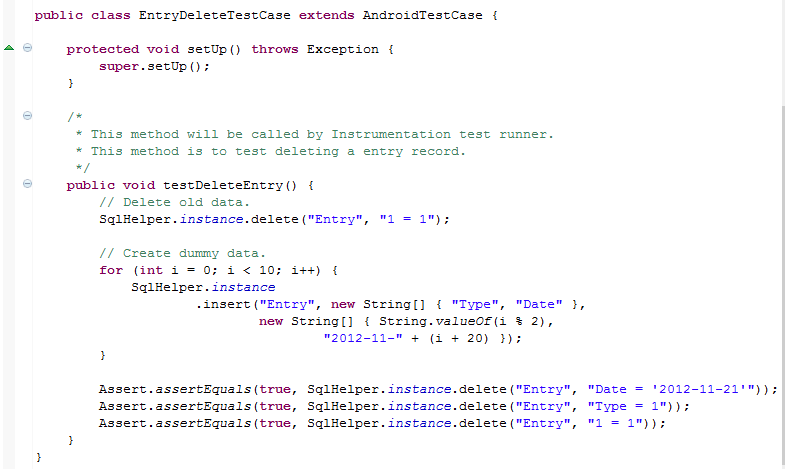 public class EntryDeleteTestCase extends AndroidTestCase {
    protected void setUp() throws Exception {
        super.setUp();
    }
    /*
     * This method will be called by Instrumentation test runner.
     * This method is to test deleting a entry record.
     */
    public void testDeleteEntry() {
        // Delete old data.
        SqlHelper.instance.delete("Entry", "1 = 1");
        // Create dummy data.
        for (int i = 0; i < 10; i++) {
            SqlHelper.instance
                    .insert("Entry", new String[] { "Type", "Date" },
                            new String[] { String.valueOf(i % 2),
                                    "2012-11-" + (i + 20) });
        }
        Assert.assertEquals(true, SqlHelper.instance.delete("Entry", "Date = '2012-11-21'"));
        Assert.assertEquals(true, SqlHelper.instance.delete("Entry", "Type = 1"));
        Assert.assertEquals(true, SqlHelper.instance.delete("Entry", "1 = 1"));
    }
}